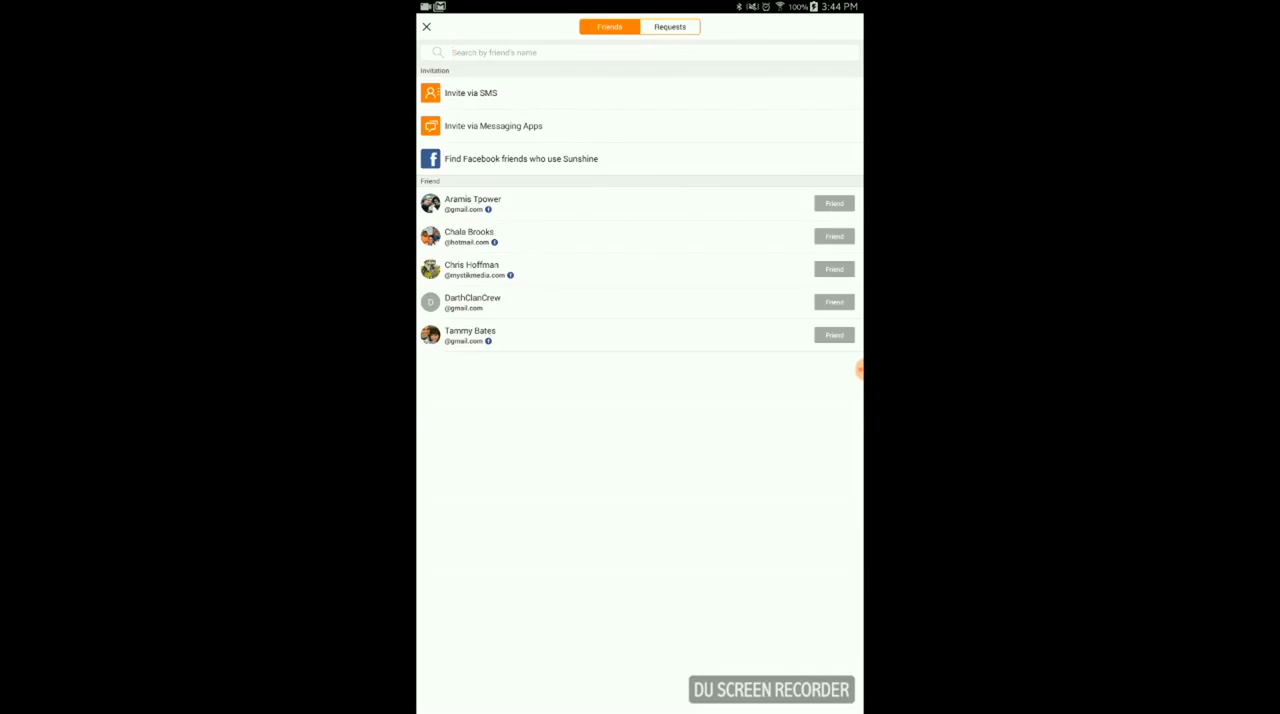 100% 3:44 PM
Friends Requests
Search by friend's name
Invitation
Invite via SMS
Invite via Messaging Apps
f Find Facebook friends who use Sunshine
Friend
Aramis Tpower
@gmail.com f
Friend
Chala Brooks
@hotmail.com f
Friend
Chris Hoffman
@mystikmedia.com f
Friend
D
DarthClanCrew
@gmail.com
Friend
Tammy Bates
@gmail.com f
Friend
DU SCREEN RECORDER